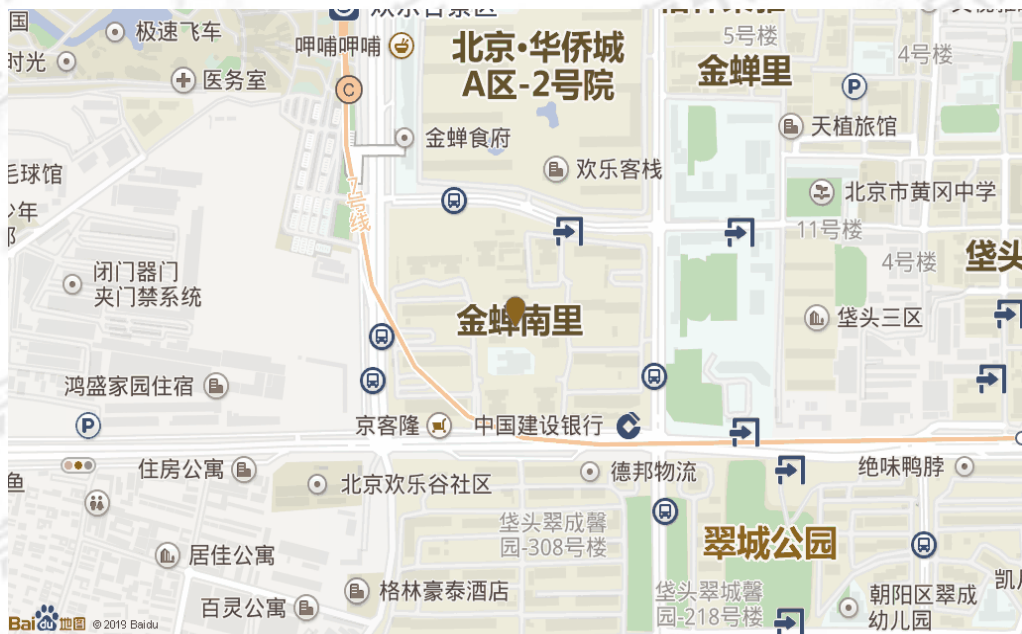 国
极速飞车
欢乐谷景区
呷哺呷哺
时光
医务室
北京·华侨城
A区-2号院
5号楼
金蝉里
4号楼
P
C
金蝉食府
天植旅馆
毛球馆
欢乐客栈
北京市黄冈中学
少年
7号线
11号楼
4号楼
垡头
闭门器门
夹门禁系统
金蝉南里
垡头三区
鸿盛家园住宿
P
京客隆
中国建设银行
住房公寓
德邦物流
绝味鸭脖
鱼
北京欢乐谷社区
垡头翠成馨
园-308号楼
翠城公园
居佳公寓
格林豪泰酒店
垡头翠城馨
园-218号楼
朝阳区翠成
幼儿园
百灵公寓
Bai du 地图 © 2019 Baidu